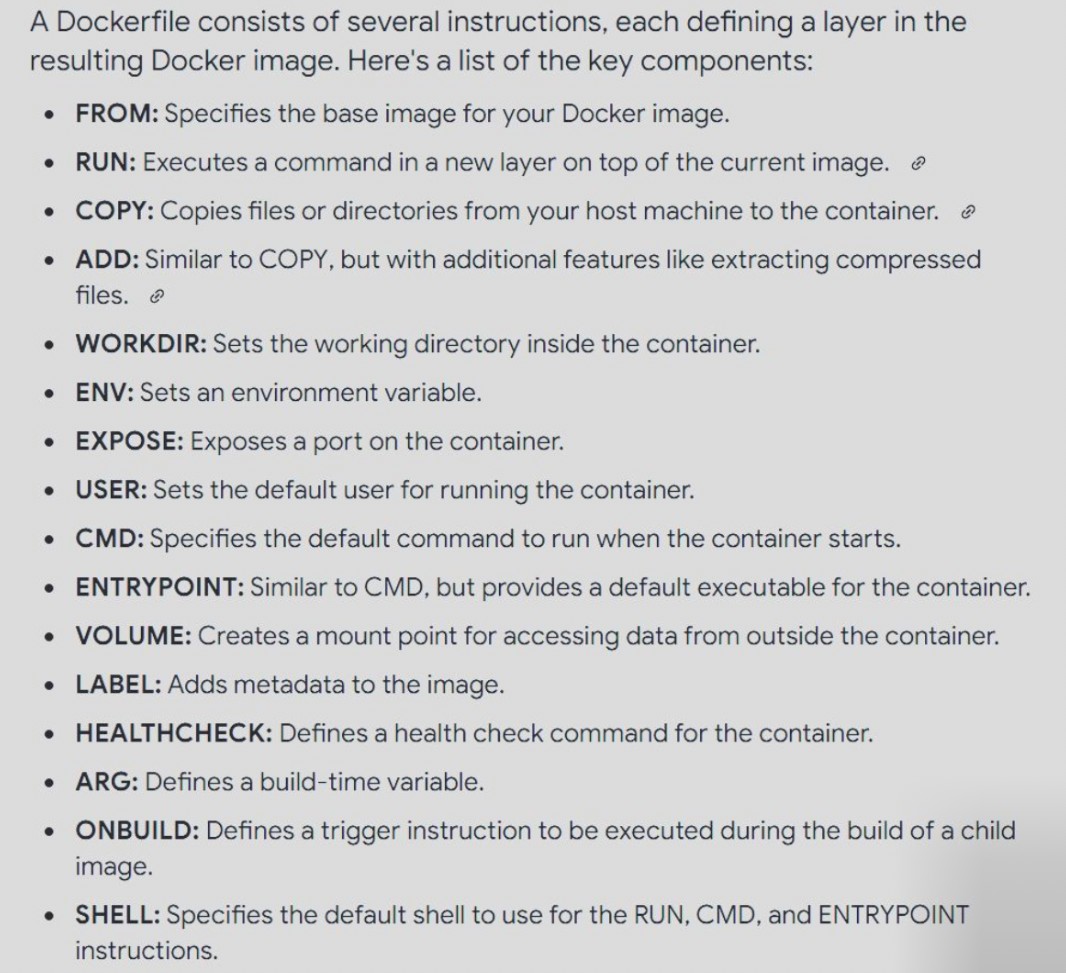 A Dockerfile consists of several instructions, each defining a layer in the
resulting Docker image. Here's a list of the key components:
• FROM: Specifies the base image for your Docker image.
• RUN: Executes a command in a new layer on top of the current image.
• COPY: Copies files or directories from your host machine to the container.
• ADD: Similar to COPY, but with additional features like extracting compressed
files.
• WORKDIR: Sets the working directory inside the container.
• ENV: Sets an environment variable.
• EXPOSE: Exposes a port on the container.
• USER: Sets the default user for running the container.
• CMD: Specifies the default command to run when the container starts.
• ENTRYPOINT: Similar to CMD, but provides a default executable for the container.
• VOLUME: Creates a mount point for accessing data from outside the container.
• LABEL: Adds metadata to the image.
• HEALTHCHECK: Defines a health check command for the container.
• ARG: Defines a build-time variable.
• ONBUILD: Defines a trigger instruction to be executed during the build of a child
image.
• SHELL: Specifies the default shell to use for the RUN, CMD, and ENTRYPOINT
instructions.